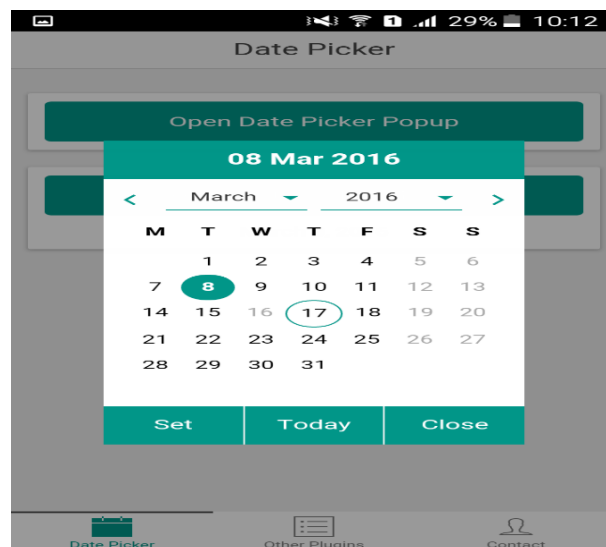 1 29% 10:12
Date Picker
Open Date Picker Popup
08 Mar 2016
< March 2016 >
M T W T F S S
1 2 3 4 5 6
7 8 9 10 11 12 13
14 15 16 17 18 19 20
21 22 23 24 25 26 27
28 29 30 31
Set Today Close
Date Picker Other Plugins Contact